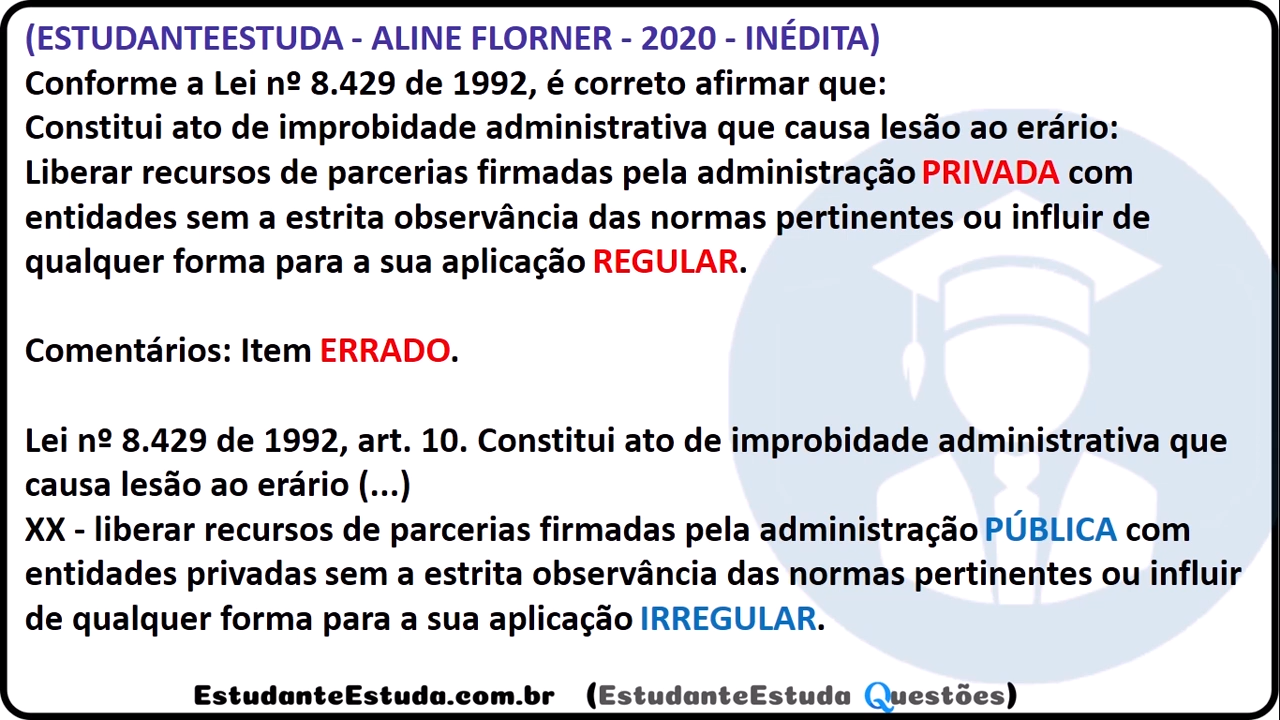 (ESTUDANTEESTUDA - ALINE FLORNER - 2020 - INÉDITA)
Conforme a Lei nº 8.429 de 1992, é correto afirmar que:
Constitui ato de improbidade administrativa que causa lesão ao erário:
Liberar recursos de parcerias firmadas pela administração PRIVADA com
entidades sem a estrita observância das normas pertinentes ou influir de
qualquer forma para a sua aplicação REGULAR.
Comentários: Item ERRADO.
Lei nº 8.429 de 1992, art. 10. Constitui ato de improbidade administrativa que
causa lesão ao erário (...)
XX - liberar recursos de parcerias firmadas pela administração PÚBLICA com
entidades privadas sem a estrita observância das normas pertinentes ou influir
de qualquer forma para a sua aplicação IRREGULAR.
EstudanteEstuda.com.br (EstudanteEstuda Questões)